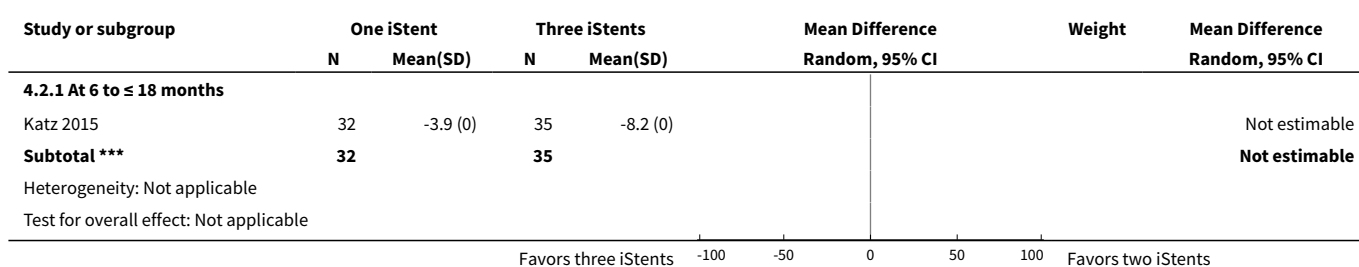 Study or subgroup One iStent Three iStents Mean Difference Weight Mean Difference
N Mean(SD) N Mean(SD) Random, 95% CI Random, 95% CI
4.2.1 At 6 to ≤ 18 months
Katz 2015 32 -3.9 (0) 35 -8.2 (0) Not estimable
Subtotal *** 32 35 Not estimable
Heterogeneity: Not applicable
Test for overall effect: Not applicable
Favors three iStents -100 -50 0 50 100 Favors two iStents